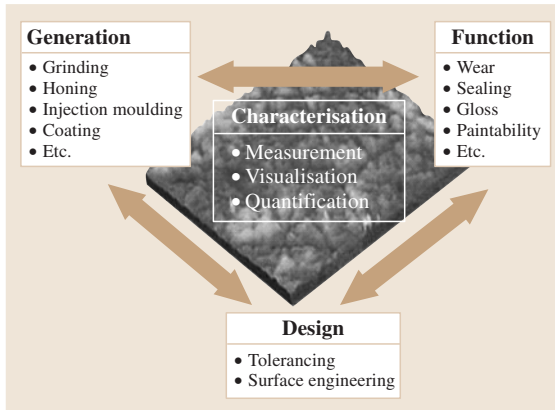 Generation
• Grinding
• Honing
• Injection moulding
• Coating
• Etc.
Function
• Wear
• Sealing
• Gloss
• Paintability
• Etc.
Characterisation
• Measurement
• Visualisation
• Quantification
Design
• Tolerancing
• Surface engineering